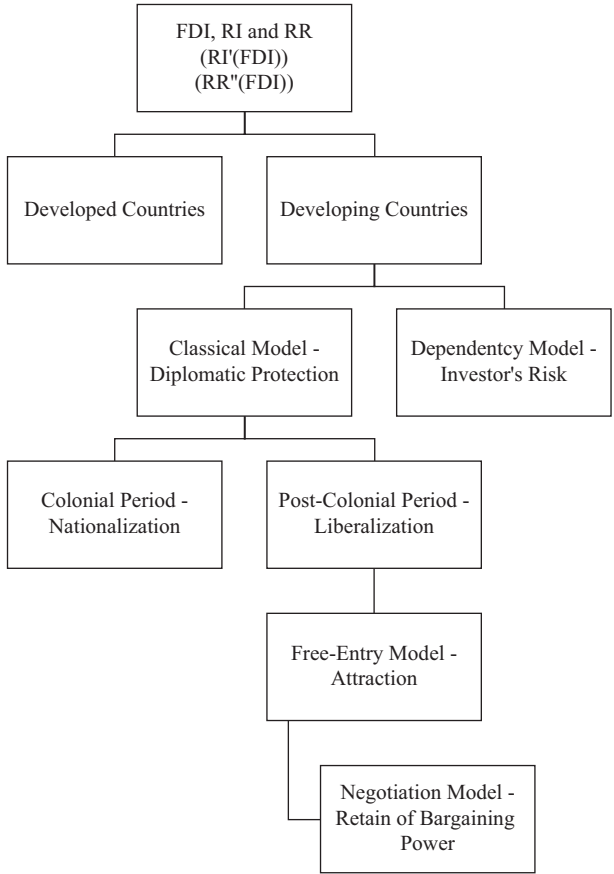 FDI, RI and RR
(RI'(FDI))
(RR"(FDI))
Developed Countries
Developing Countries
Classical Model -
Diplomatic Protection
Dependentcy Model -
Investor's Risk
Colonial Period -
Nationalization
Post-Colonial Period -
Liberalization
Free-Entry Model -
Attraction
Negotiation Model -
Retain of Bargaining
Power